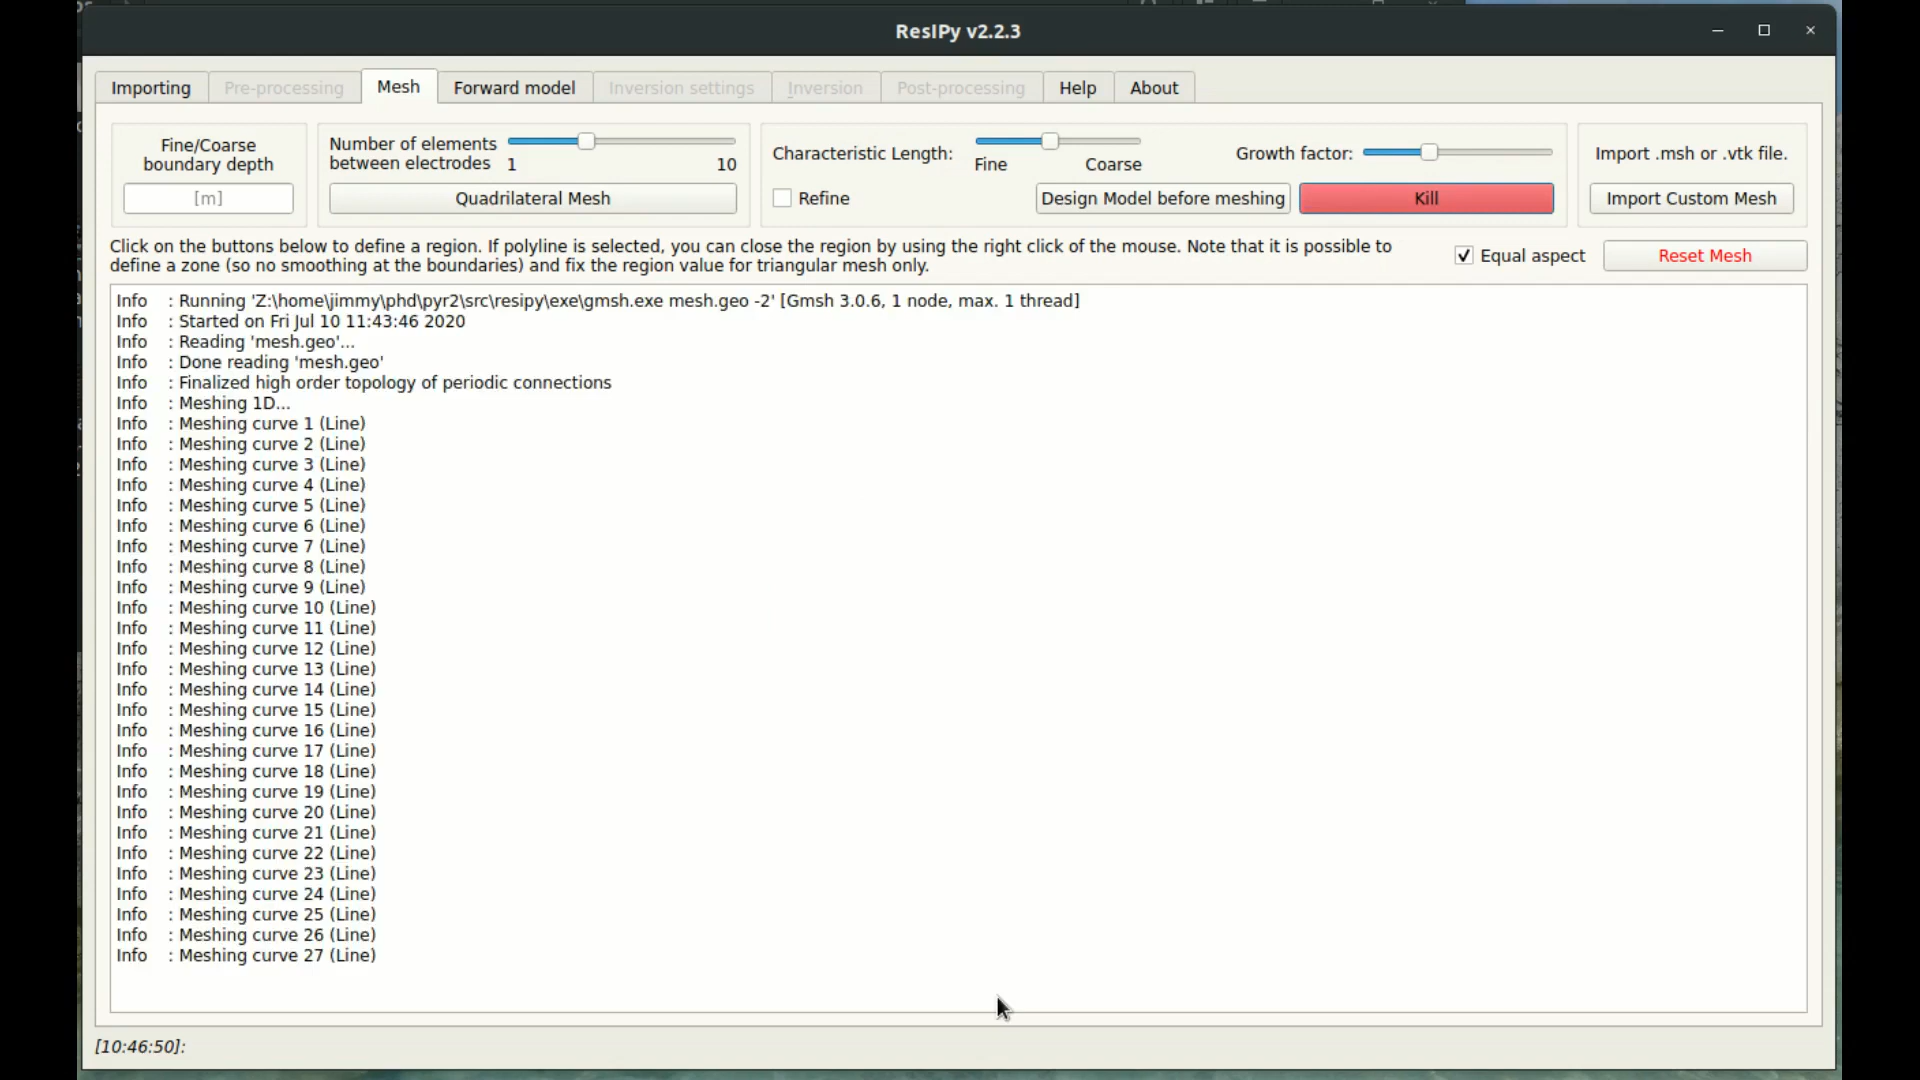 ResIPy v2.2.3
Importing Pre-processing Mesh Forward model Inversion settings Inversion Post-processing Help About
Fine/Coarse
boundary depth
[m]
Number of elements
between electrodes 1 10
Quadrilateral Mesh
Characteristic Length: Fine Coarse
Growth factor:
Refine
Design Model before meshing
Kill
Import .msh or .vtk file.
Import Custom Mesh
Click on the buttons below to define a region. If polyline is selected, you can close the region by using the right click of the mouse. Note that it is possible to
define a zone (so no smoothing at the boundaries) and fix the region value for triangular mesh only.
Equal aspect
Reset Mesh
Info : Running 'Z:\home\jimmy\phd\pyr2\src\resipy\exe\gmsh.exe mesh.geo -2' [Gmsh 3.0.6, 1 node, max. 1 thread]
Info : Started on Fri Jul 10 11:43:46 2020
Info : Reading 'mesh.geo'...
Info : Done reading 'mesh.geo'
Info : Finalized high order topology of periodic connections
Info : Meshing 1D...
Info : Meshing curve 1 (Line)
Info : Meshing curve 2 (Line)
Info : Meshing curve 3 (Line)
Info : Meshing curve 4 (Line)
Info : Meshing curve 5 (Line)
Info : Meshing curve 6 (Line)
Info : Meshing curve 7 (Line)
Info : Meshing curve 8 (Line)
Info : Meshing curve 9 (Line)
Info : Meshing curve 10 (Line)
Info : Meshing curve 11 (Line)
Info : Meshing curve 12 (Line)
Info : Meshing curve 13 (Line)
Info : Meshing curve 14 (Line)
Info : Meshing curve 15 (Line)
Info : Meshing curve 16 (Line)
Info : Meshing curve 17 (Line)
Info : Meshing curve 18 (Line)
Info : Meshing curve 19 (Line)
Info : Meshing curve 20 (Line)
Info : Meshing curve 21 (Line)
Info : Meshing curve 22 (Line)
Info : Meshing curve 23 (Line)
Info : Meshing curve 24 (Line)
Info : Meshing curve 25 (Line)
Info : Meshing curve 26 (Line)
Info : Meshing curve 27 (Line)
[10:46:50]: